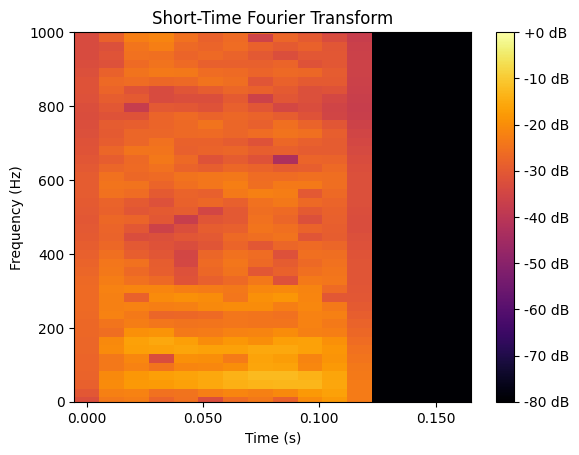 Short-Time Fourier Transform
Frequency (Hz)
1000
800
600
400
200
0
0.000
0.050
0.100
0.150
Time (s)
+0 dB
-10 dB
-20 dB
-30 dB
-40 dB
-50 dB
-60 dB
-70 dB
-80 dB